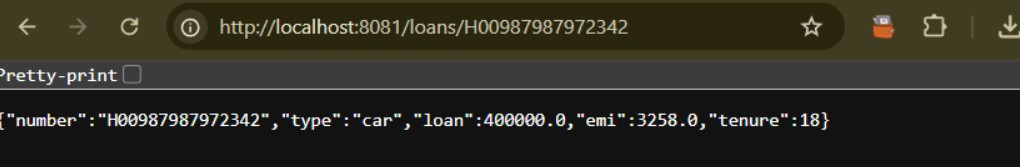 http://localhost:8081/loans/H00987987972342
Pretty-print
{"number":"H00987987972342","type":"car","loan":400000.0,"emi":3258.0,"tenure":18}